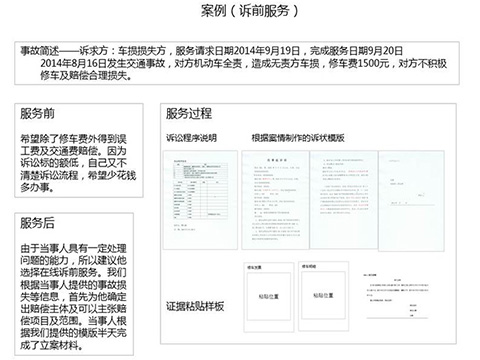 案例（诉前服务）
事故简述——诉求方：车损损失方，服务请求日期2014年9月19日，完成服务日期9月20日
2014年8月16日发生交通事故，对方机动车全责，造成无责方车损，修车费1500元，对方不积极
修车及赔偿合理损失。
服务前
希望除了修车费外得到误
工费及交通费赔偿。因为
诉讼标的额低，自己又不
清楚诉讼流程，希望少花钱
多办事。
服务后
由于当事人具有一定处理
问题的能力，所以建议他
选择在线诉前服务。我们
根据当事人提供的事故损
失等信息，首先为他确定
出赔偿主体及可以主张赔
偿项目及范围。当事人根
据我们提供的模版半天完
成了立案材料。
服务过程
诉讼程序说明
根据案情制作的诉状模版
证据粘贴样板
粘贴位置
粘贴位置